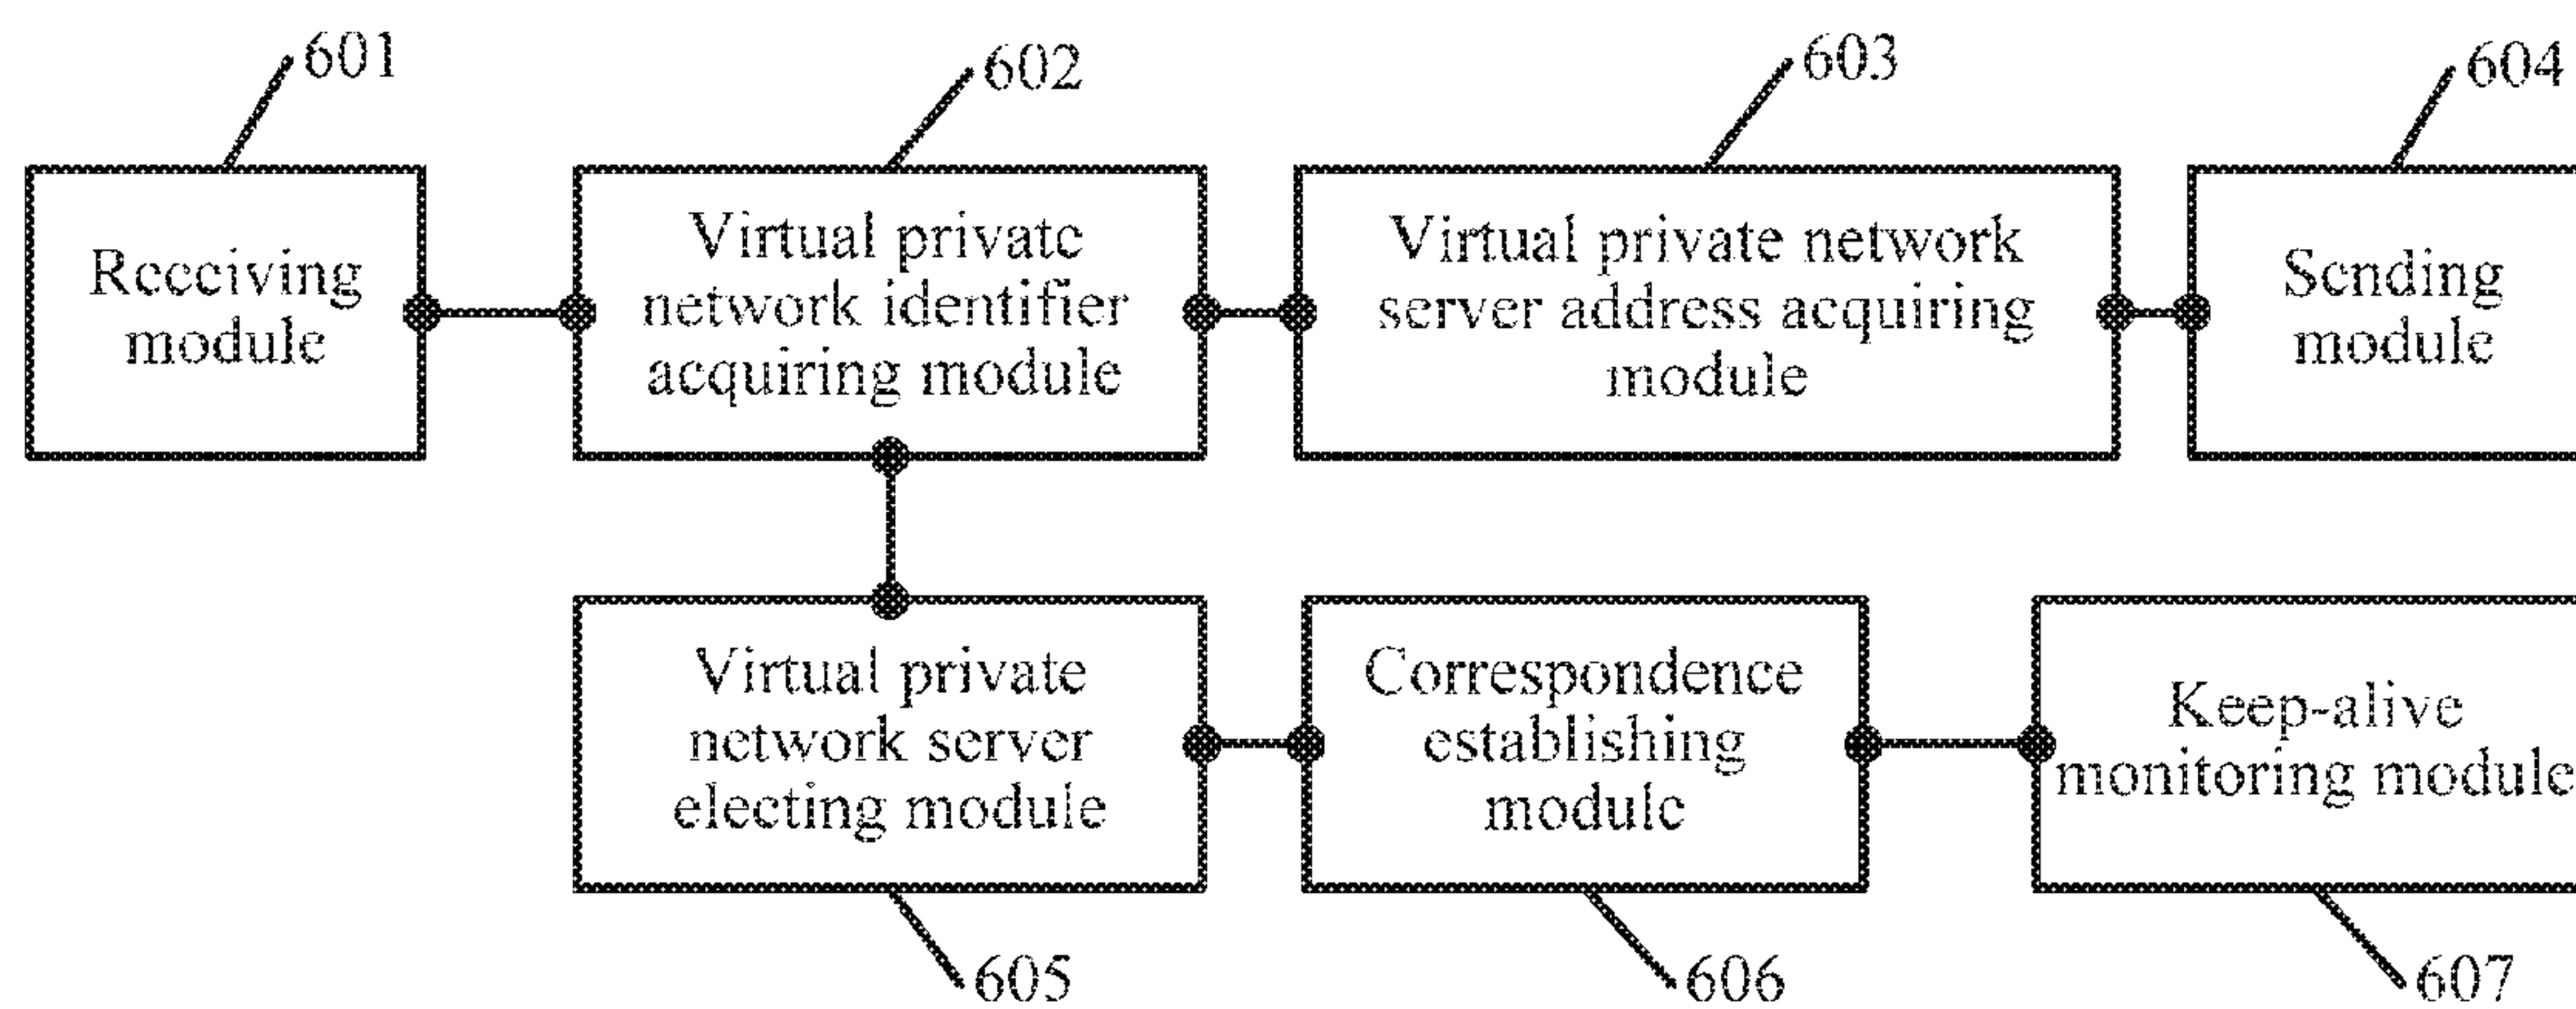 601
602
603
604
Receiving
module
Virtual private
network identifier
acquiring module
Virtual private network
server address acquiring
module
Sending
module
Virtual private
network server
electing module
Correspondence
establishing
module
Keep-alive
monitoring module
605
606
607